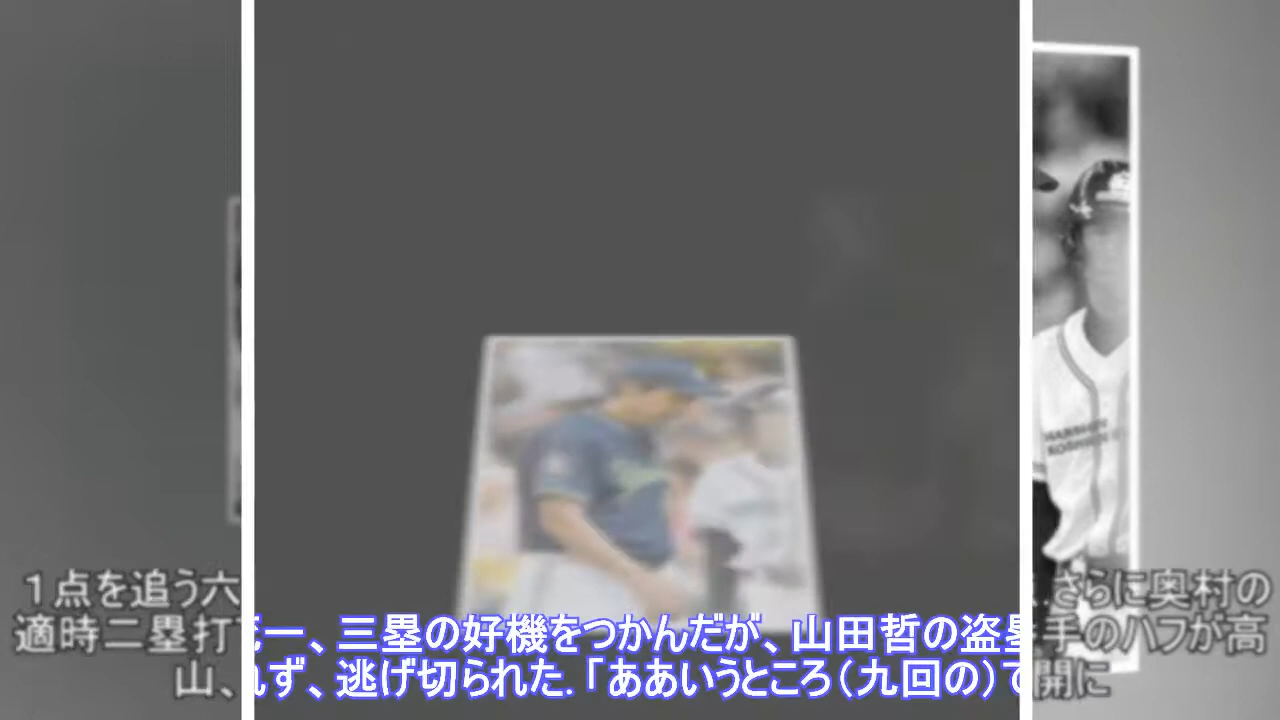 １点を追う六
適時二塁打
山、
一、三塁の好機をつかんだが、山田哲の盗塁
れず、逃げ切られた.「ああいうところ（九回の）で
.さらに奥村の
手のハフが高
開に
HANSHIN
KOSHIEN